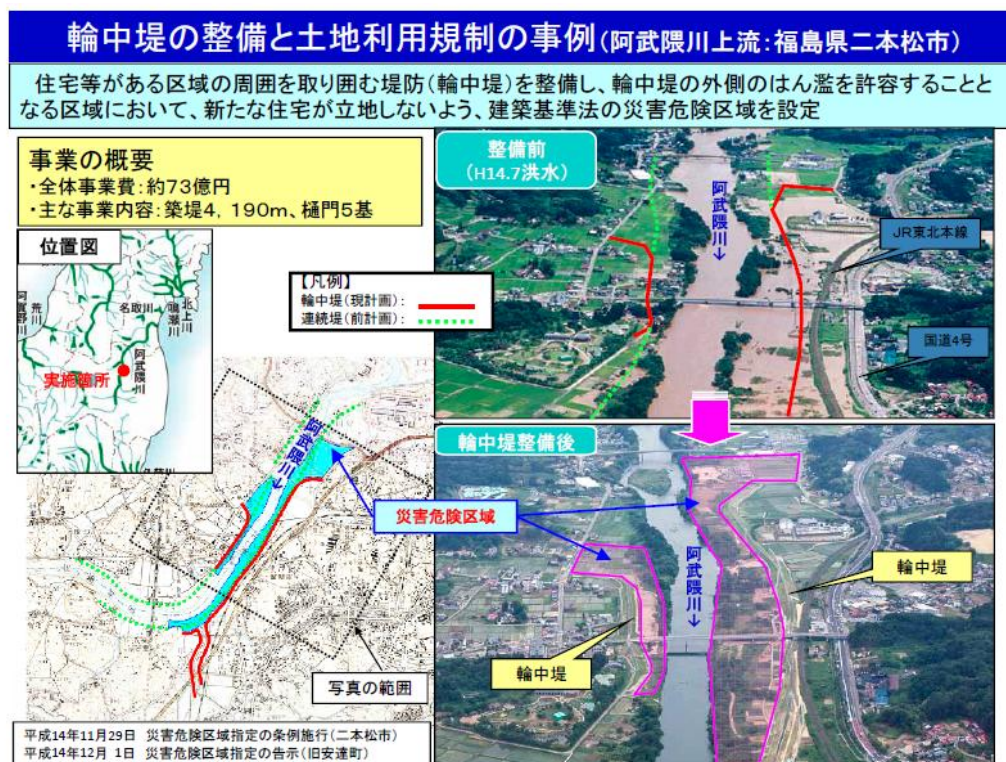 輪中堤の整備と土地利用規制の事例(阿武隈川上流:福島県二本松市)
住宅等がある区域の周囲を取り囲む堤防(輪中堤)を整備し、輪中堤の外側のはん濫を許容することと
なる区域において、新たな住宅が立地しないよう、建築基準法の災害危険区域を設定
事業の概要
・全体事業費:約73億円
・主な事業内容:築堤4,190m、樋門5基
位置図
阿賀野川
荒川
名取川
鳴瀬川
北上川
阿武隈川
実施箇所
【凡例】
輪中堤(現計画):
連続堤(前計画):
整備前
(H14.7洪水)
阿武隈川→
JR東北本線
国道4号
輪中堤整備後
阿武隈川→
災害危険区域
阿武隈川→
輪中堤
輪中堤
写真の範囲
平成14年11月29日 災害危険区域指定の条例施行(二本松市)
平成14年12月 1日 災害危険区域指定の告示(旧安達町)